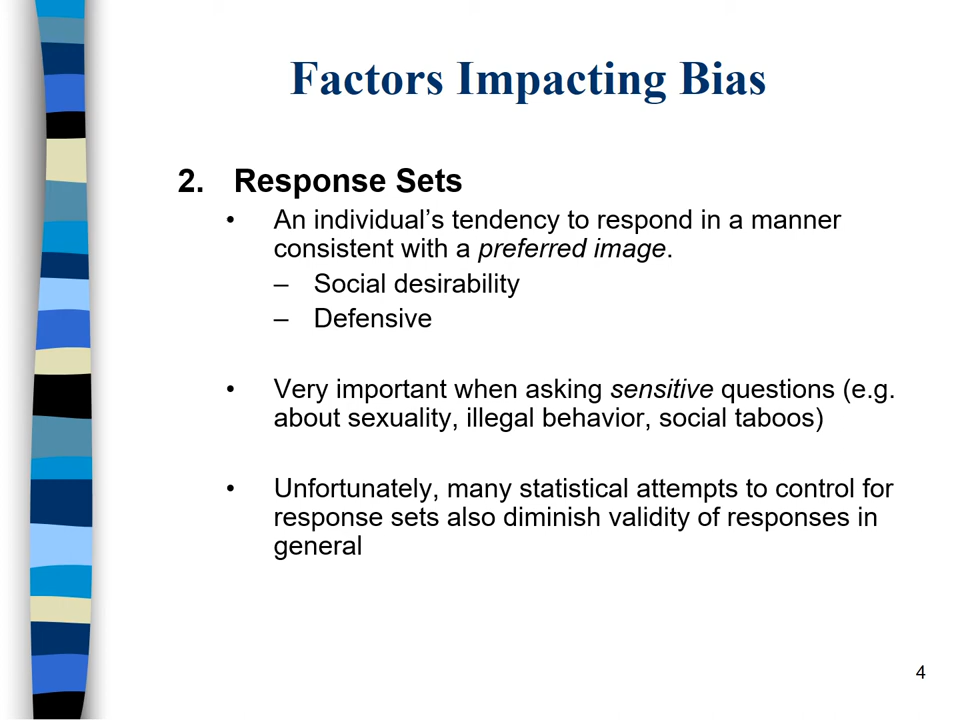 Factors Impacting Bias
2. Response Sets
• An individual’s tendency to respond in a manner
consistent with a preferred image.
– Social desirability
– Defensive
• Very important when asking sensitive questions (e.g.
about sexuality, illegal behavior, social taboos)
• Unfortunately, many statistical attempts to control for
response sets also diminish validity of responses in
general
4